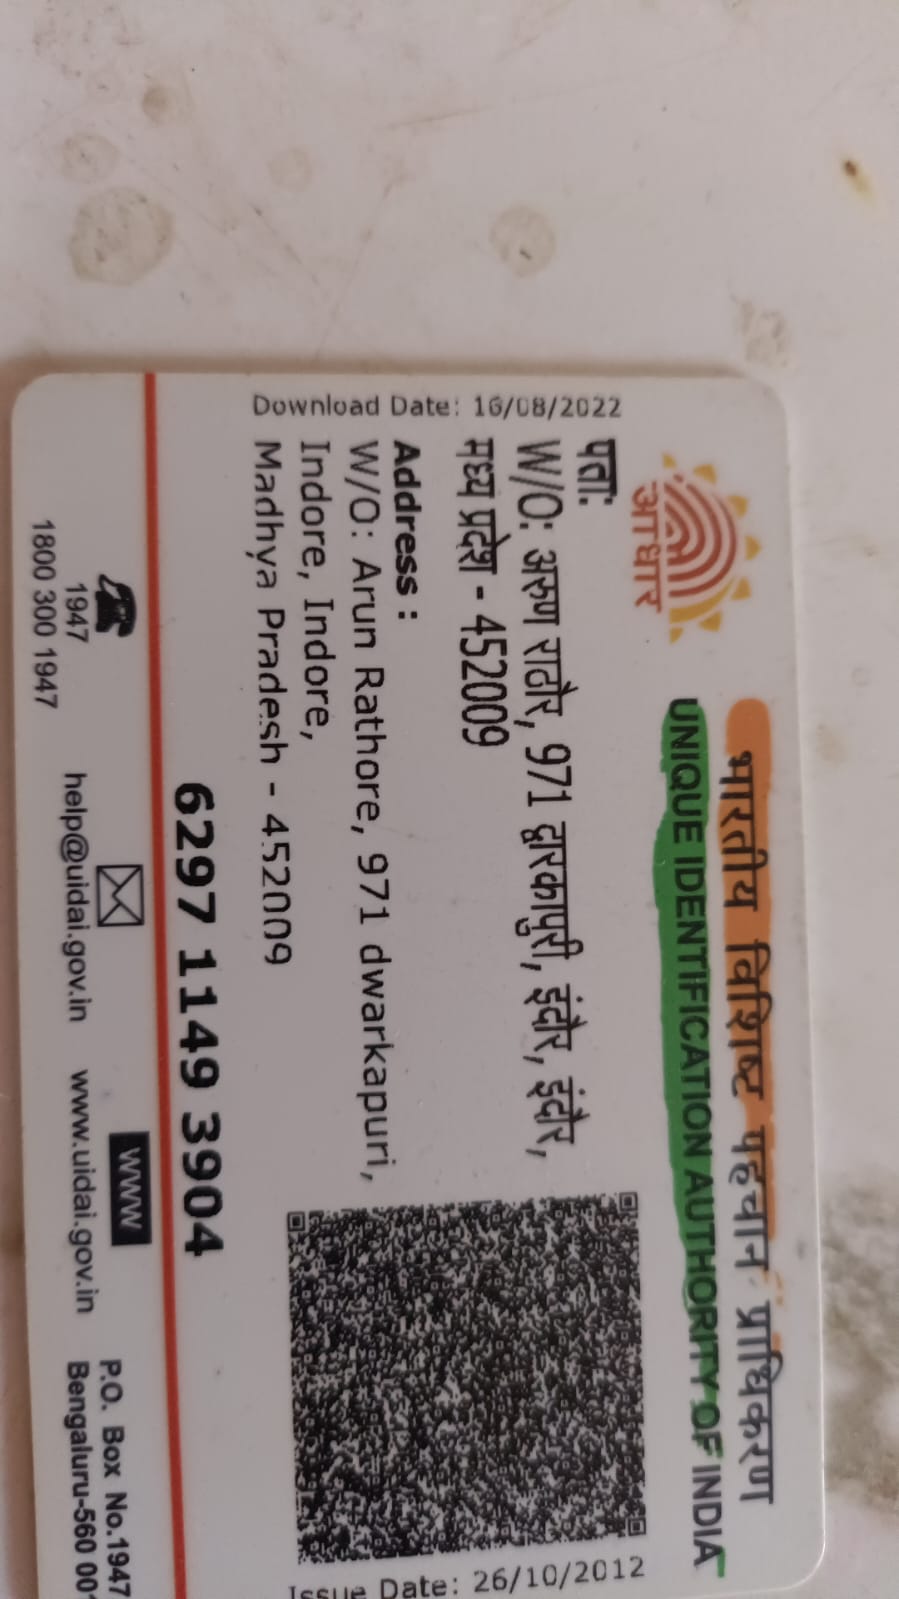 भारतीय विशिष्ट पहचान प्राधिकरण
UNIQUE IDENTIFICATION AUTHORITY OF INDIA
आधार
पता:
W/O: अरुण राठौर, 971 द्वारकापुरी, इंदौर, इंदौर,
मध्य प्रदेश - 452009
Address :
W/O: Arun Rathore, 971 dwarkapuri,
Indore, Indore,
Madhya Pradesh - 452009
Download Date: 16/08/2022
Issue Date: 26/10/2012
6297 1149 3904
1947
1800 300 1947
help@uidai.gov.in
www
www.uidai.gov.in
P.O. Box No.1947
Bengaluru-560 00